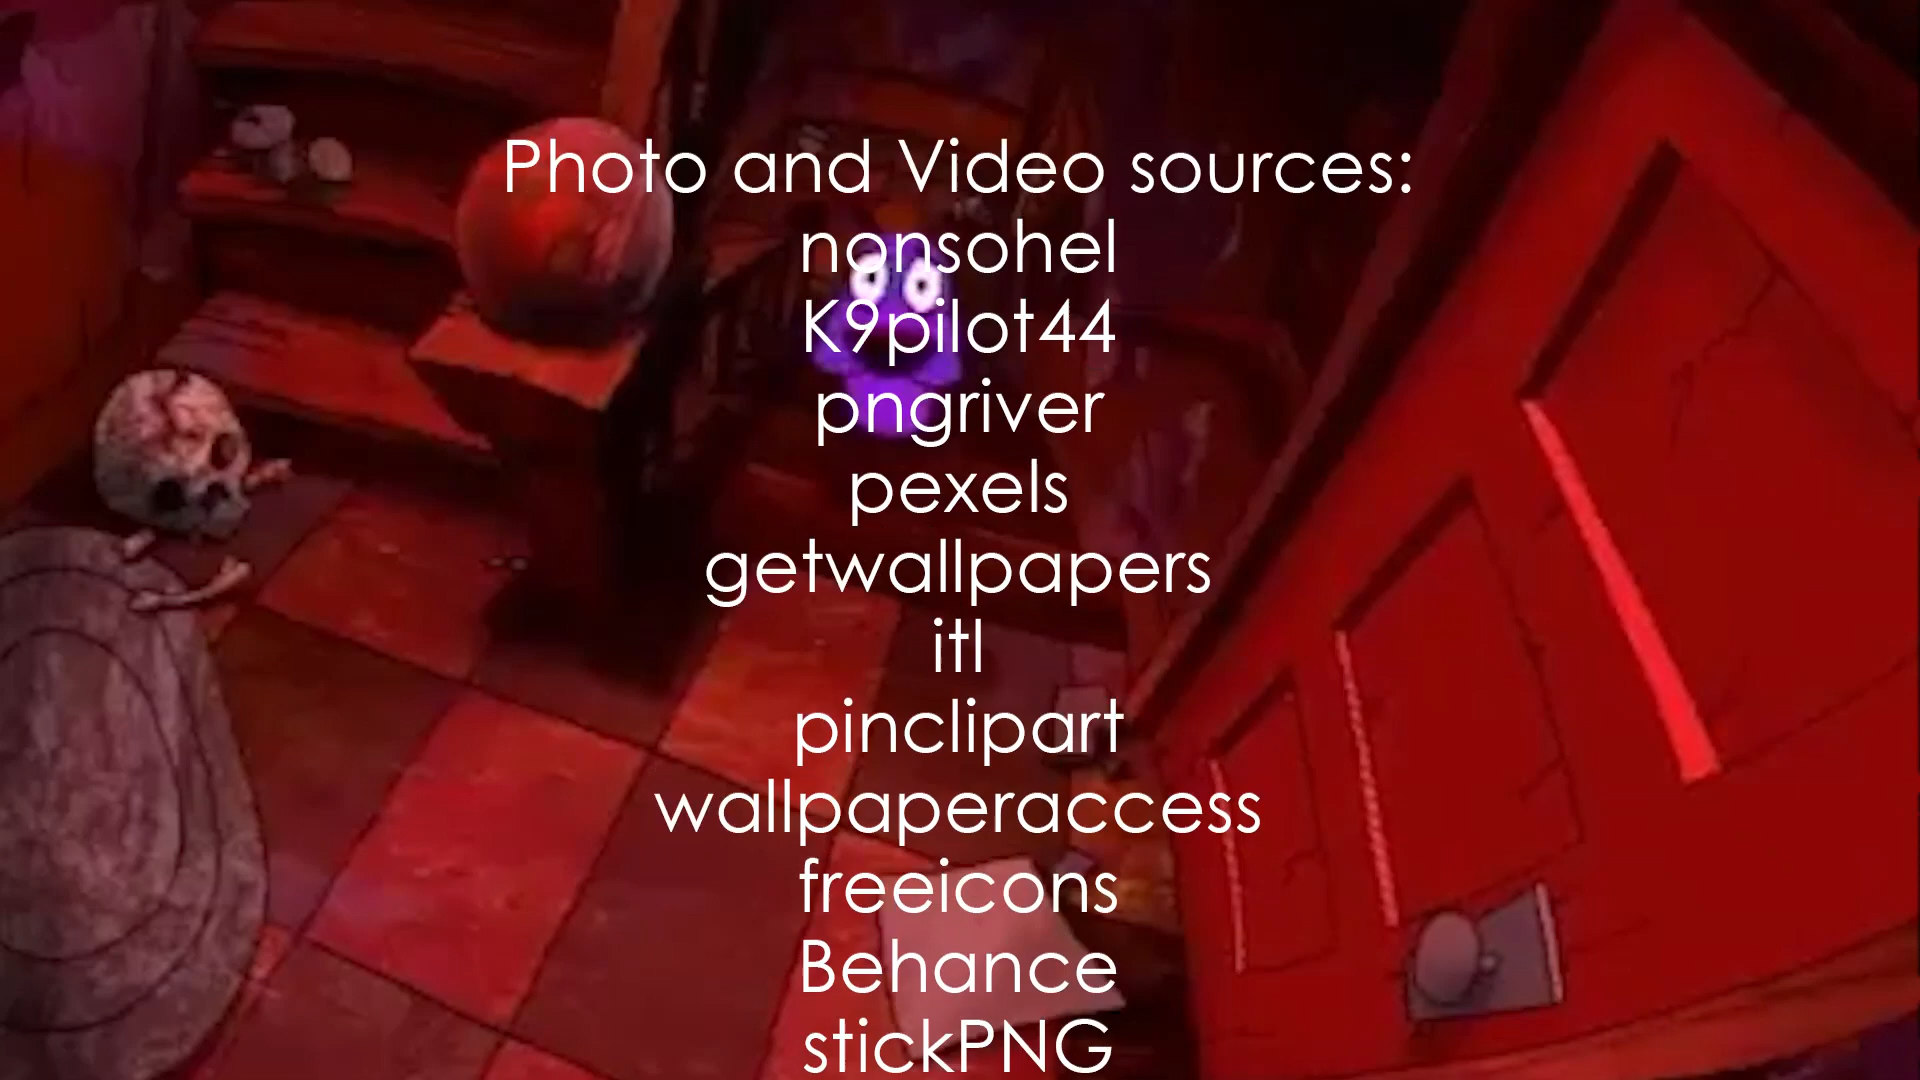 Photo and Video sources:
nonsohel
K9pilot44
pngriver
pexels
getwallpapers
itl
pinclipart
wallpaperaccess
freeicons
Behance
stickPNG